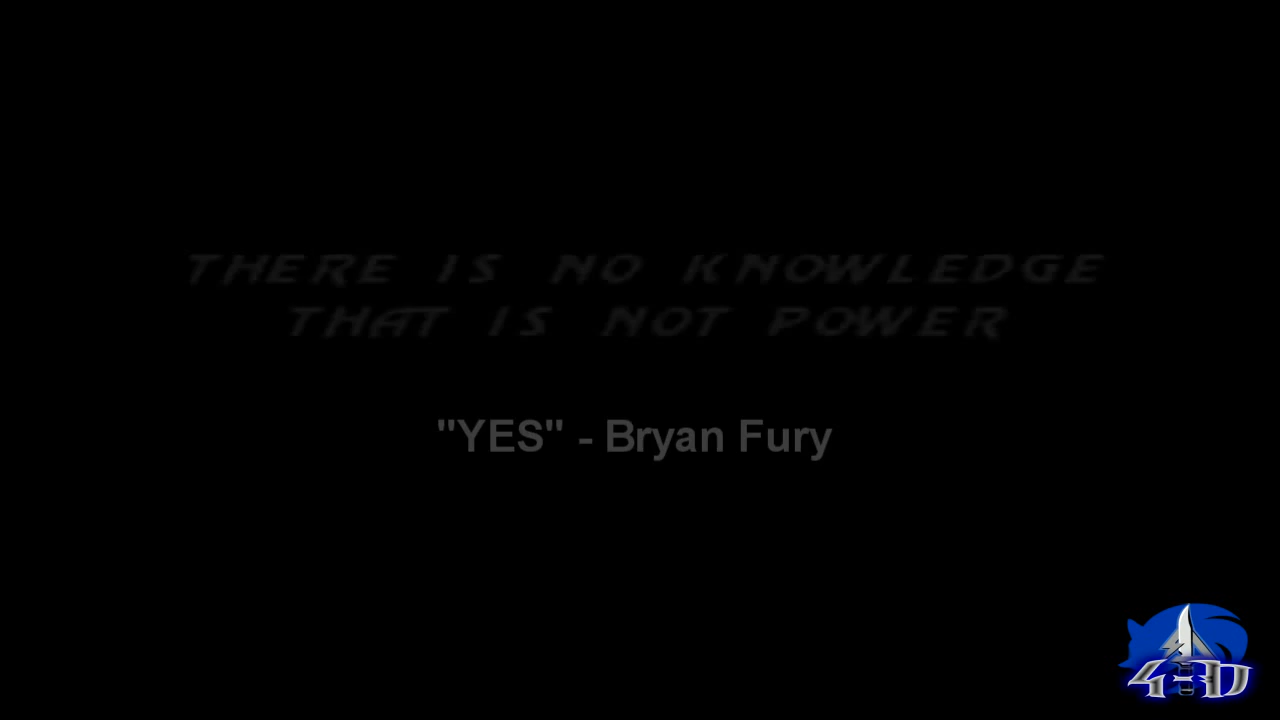 THERE IS NO KNOWLEDGE
THAT IS NOT POWER
"YES" - Bryan Fury